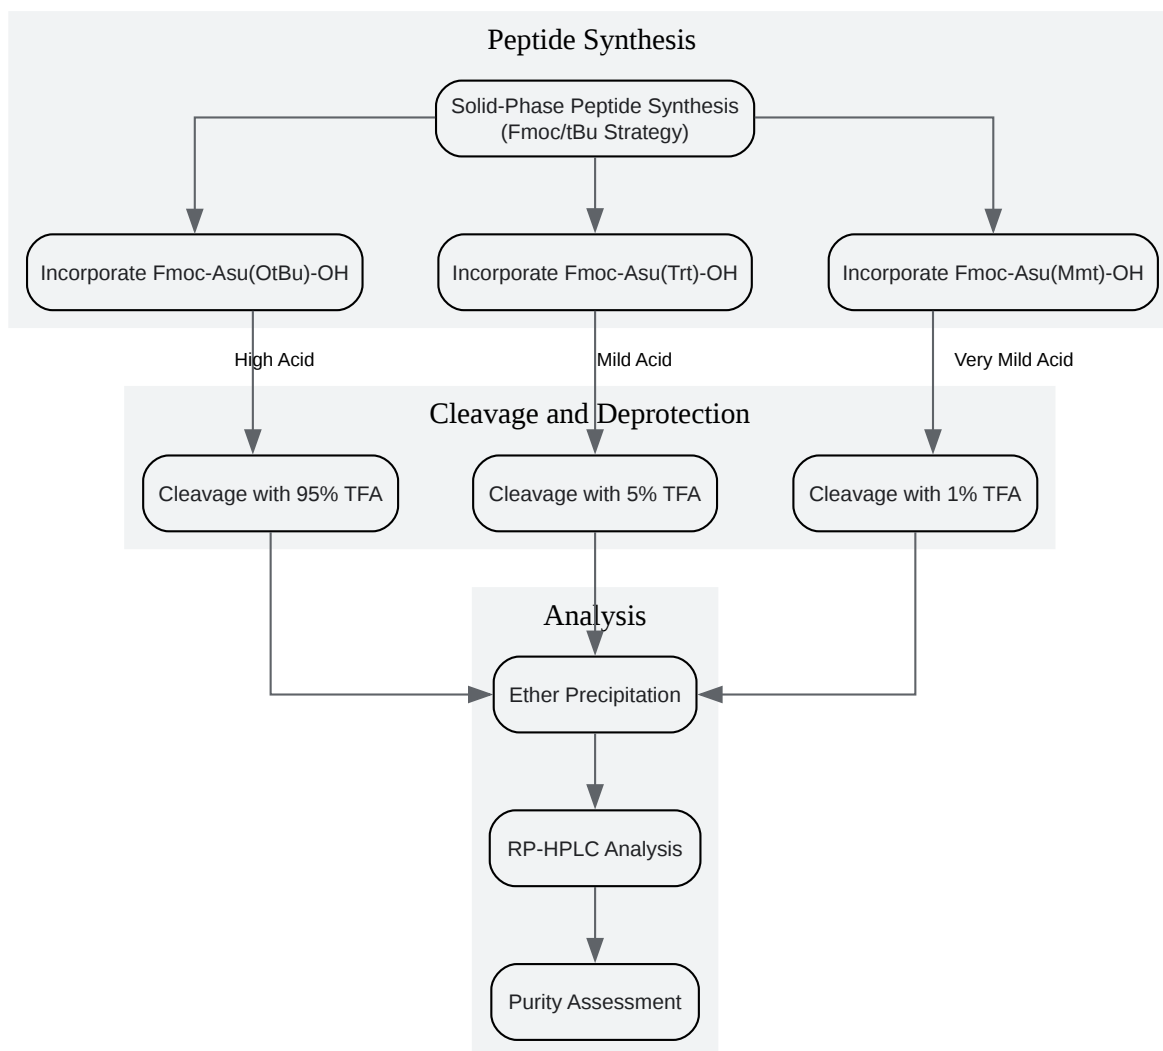 Peptide Synthesis
Solid-Phase Peptide Synthesis
(Fmoc/tBu Strategy)
Incorporate Fmoc-Asu(OtBu)-OH
Incorporate Fmoc-Asu(Trt)-OH
Incorporate Fmoc-Asu(Mmt)-OH
High Acid
Mild Acid
Very Mild Acid
Cleavage and Deprotection
Cleavage with 95% TFA
Cleavage with 5% TFA
Cleavage with 1% TFA
Analysis
Ether Precipitation
RP-HPLC Analysis
Purity Assessment